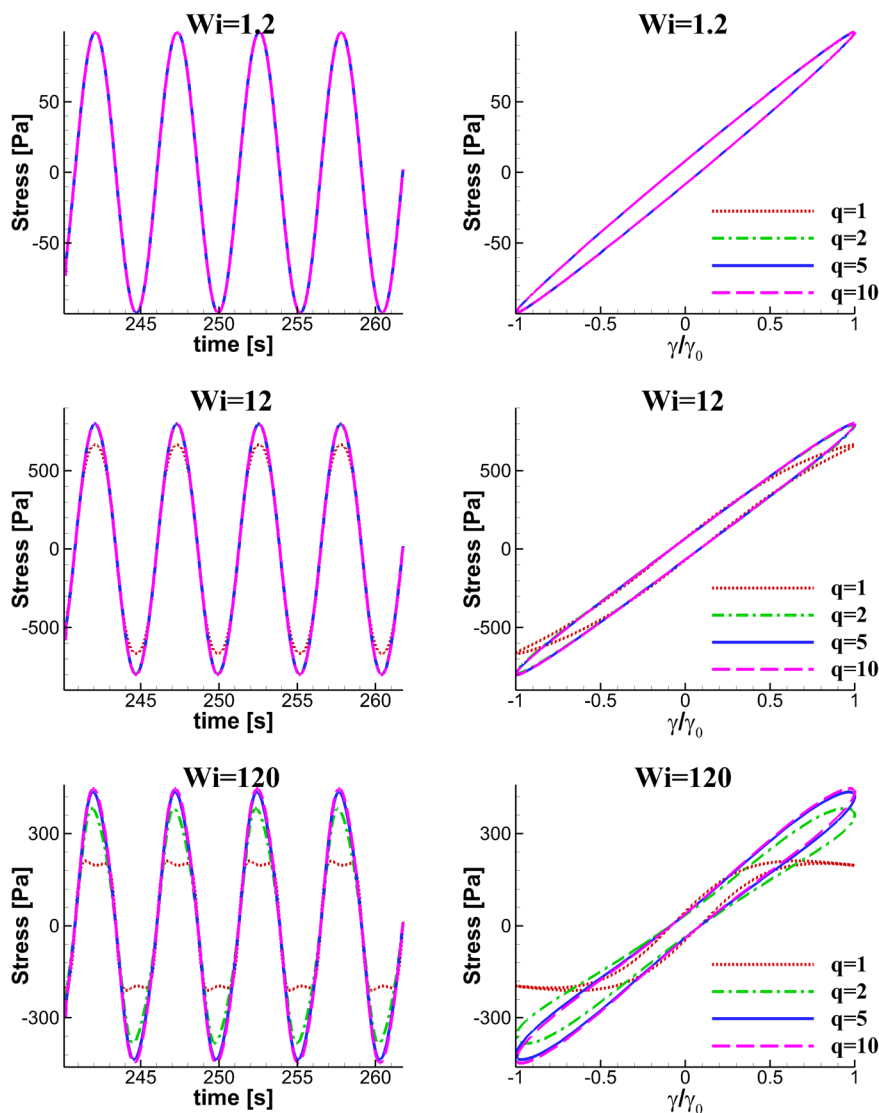 Wi=1.2
Stress [Pa]
50
0
-50
245
250
255
260
time [s]
Wi=1.2
Stress [Pa]
50
0
-50
q=1
q=2
q=5
q=10
-1
-0.5
0
0.5
1
γ/γ0
Wi=12
Stress [Pa]
500
0
-500
245
250
255
260
time [s]
Wi=12
Stress [Pa]
500
0
-500
q=1
q=2
q=5
q=10
-1
-0.5
0
0.5
1
γ/γ0
Wi=120
Stress [Pa]
300
0
-300
245
250
255
260
time [s]
Wi=120
Stress [Pa]
300
0
-300
q=1
q=2
q=5
q=10
-1
-0.5
0
0.5
1
γ/γ0